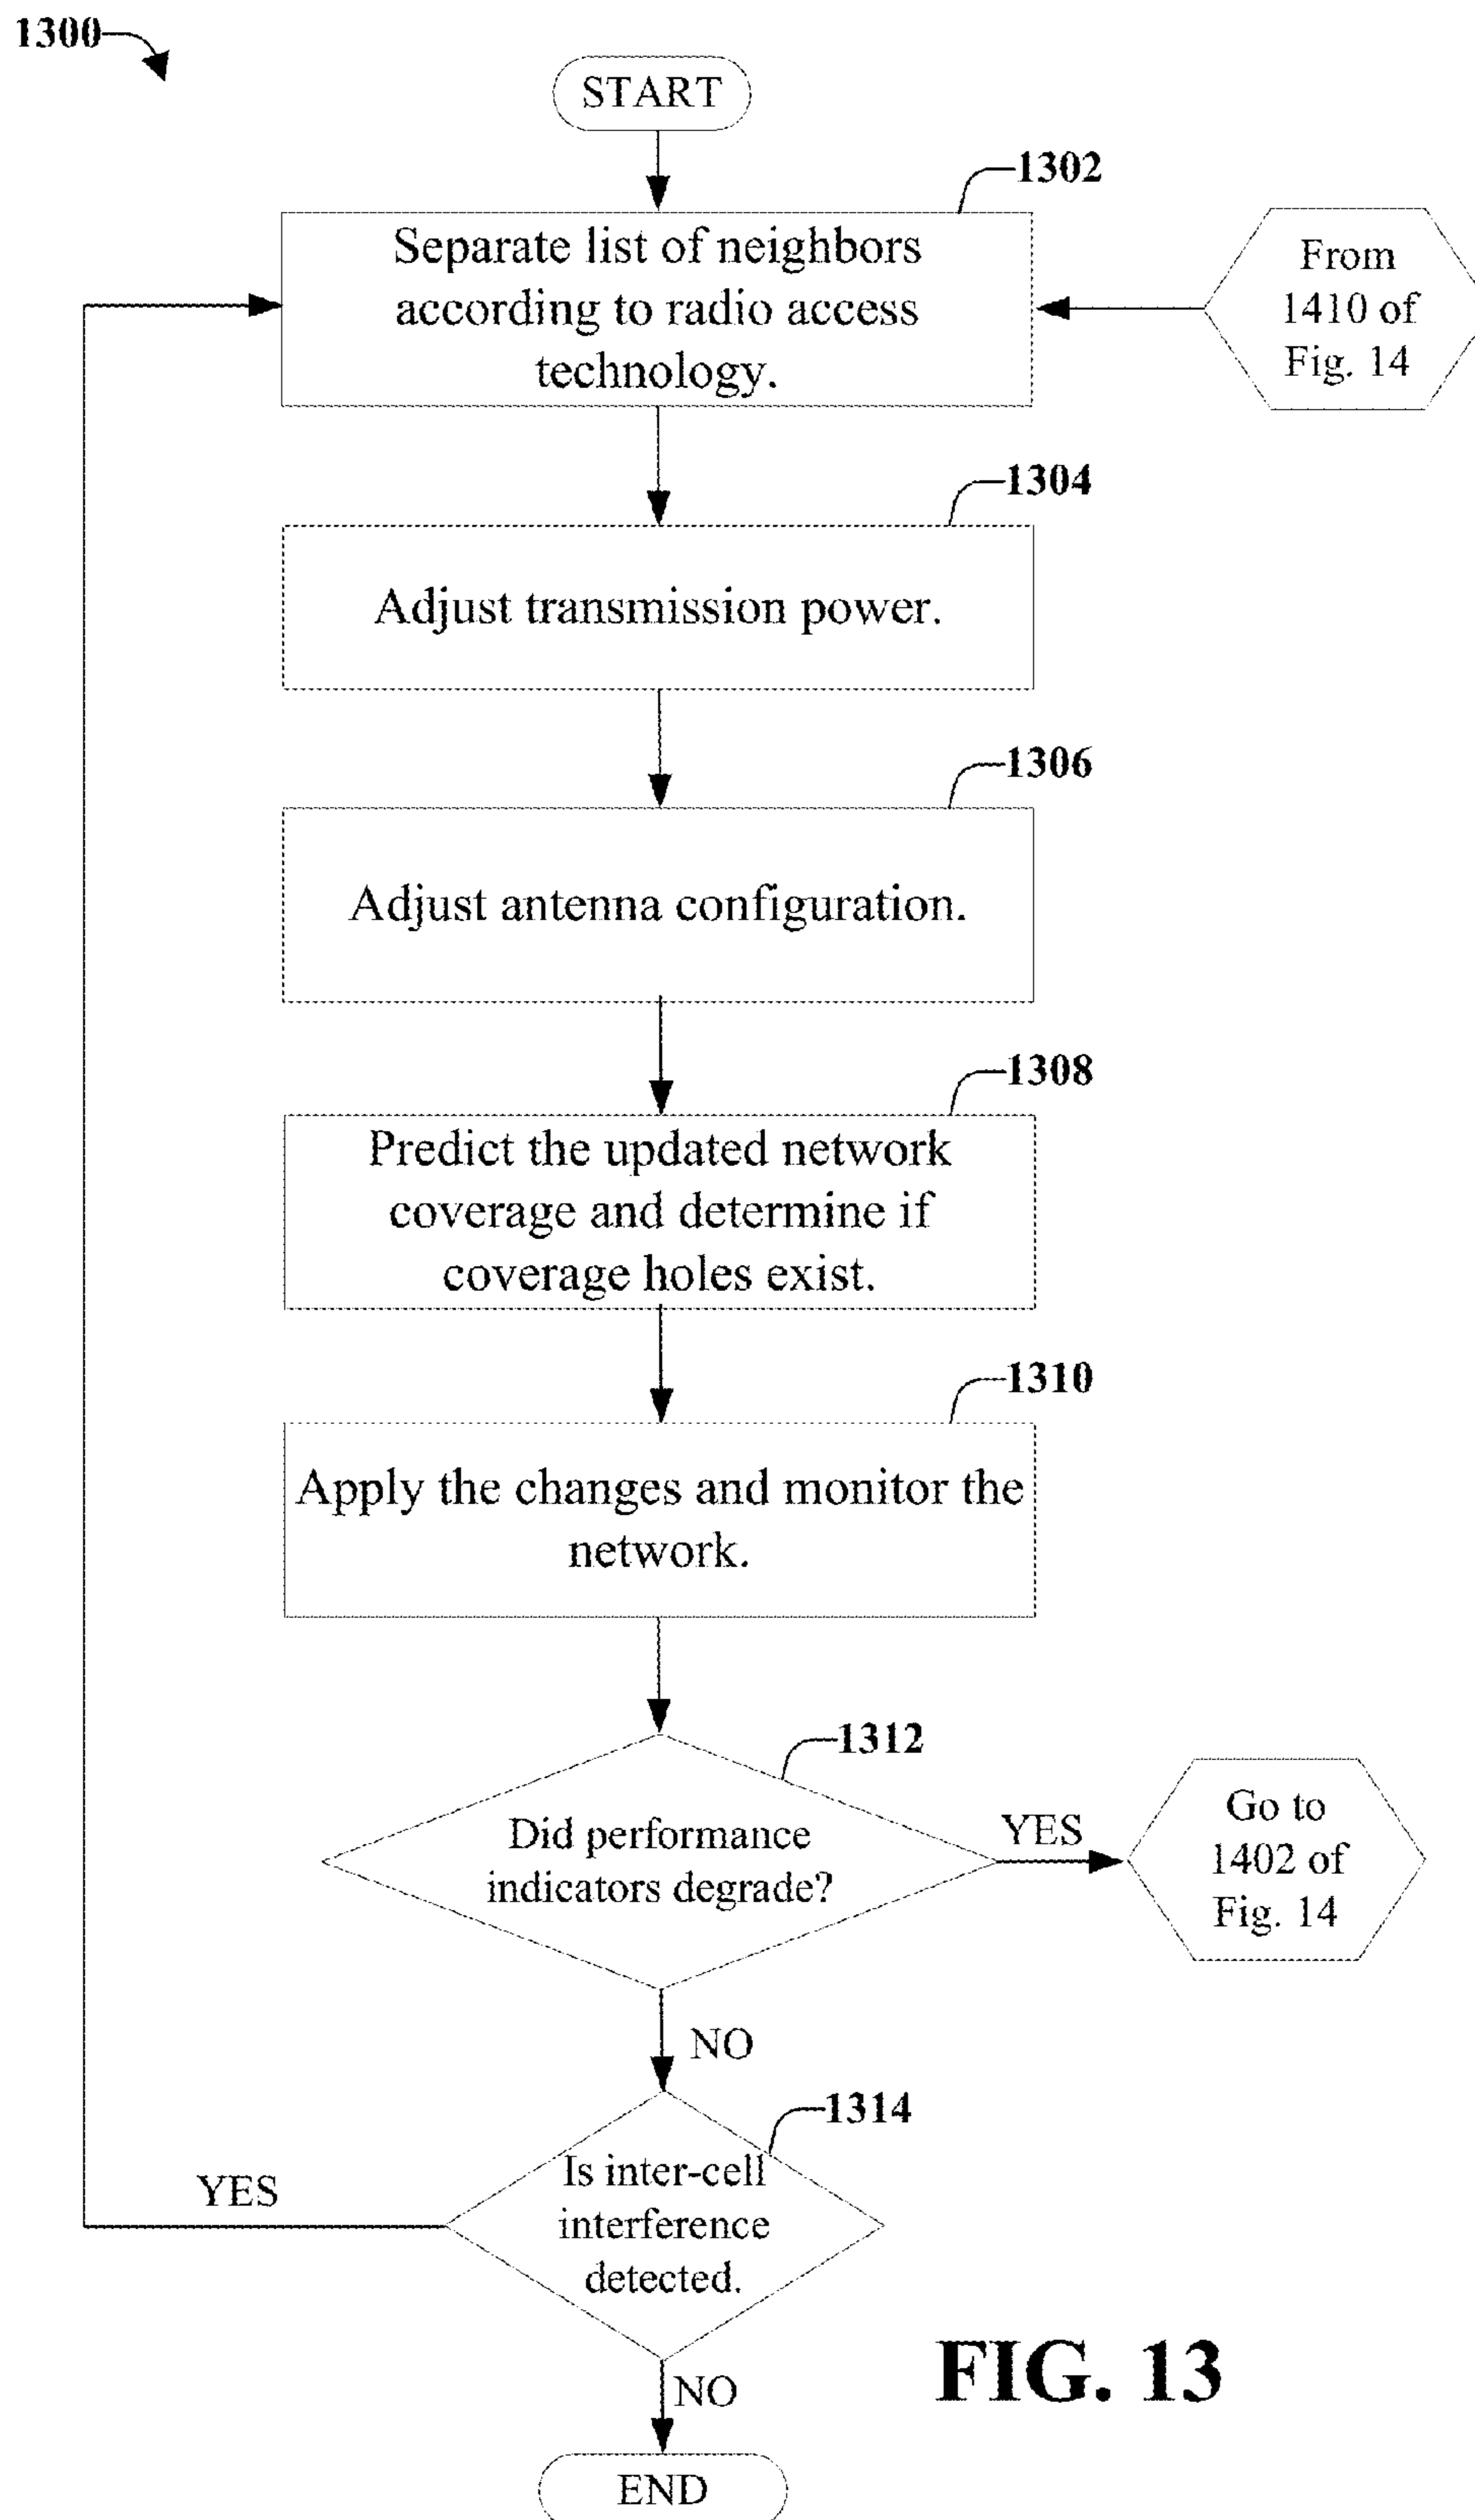 1300
START
1302
Separate list of neighbors
according to radio access
technology.
From
1410 of
Fig. 14
1304
Adjust transmission power.
1306
Adjust antenna configuration.
1308
Predict the updated network
coverage and determine if
coverage holes exist.
1310
Apply the changes and monitor the
network.
1312
Did performance
indicators degrade?
YES
Go to
1402 of
Fig. 14
NO
1314
Is inter-cell
interference
detected.
YES
NO
FIG. 13
END